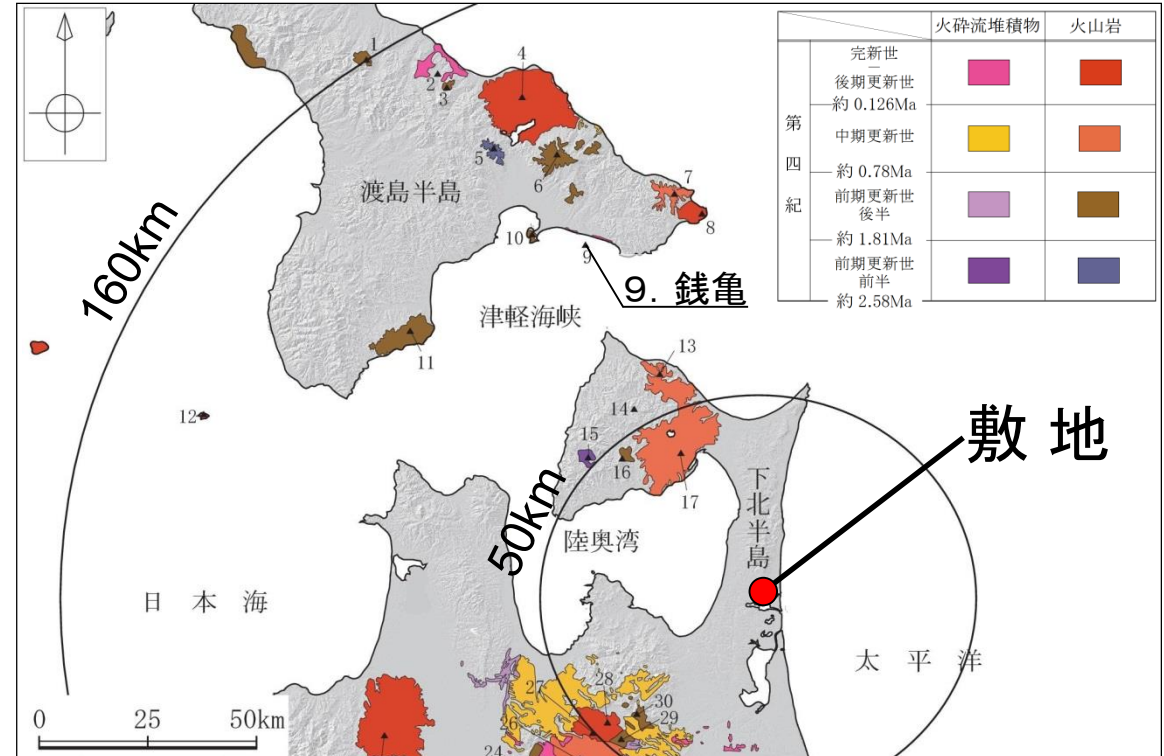 火砕流堆積物
火山岩
第四紀
完新世
－
後期更新世
約 0.126Ma
中期更新世
約 0.78Ma
前期更新世
後半
約 1.81Ma
前期更新世
前半
約 2.58Ma
1
2
3
4
5
6
7
8
渡島半島
160km
10
9
9. 銭亀
津軽海峡
11
12
13
14
15
16
17
敷地
下北半島
50km
陸奥湾
日本海
太平洋
27
28
30
29
26
24
0 25 50km